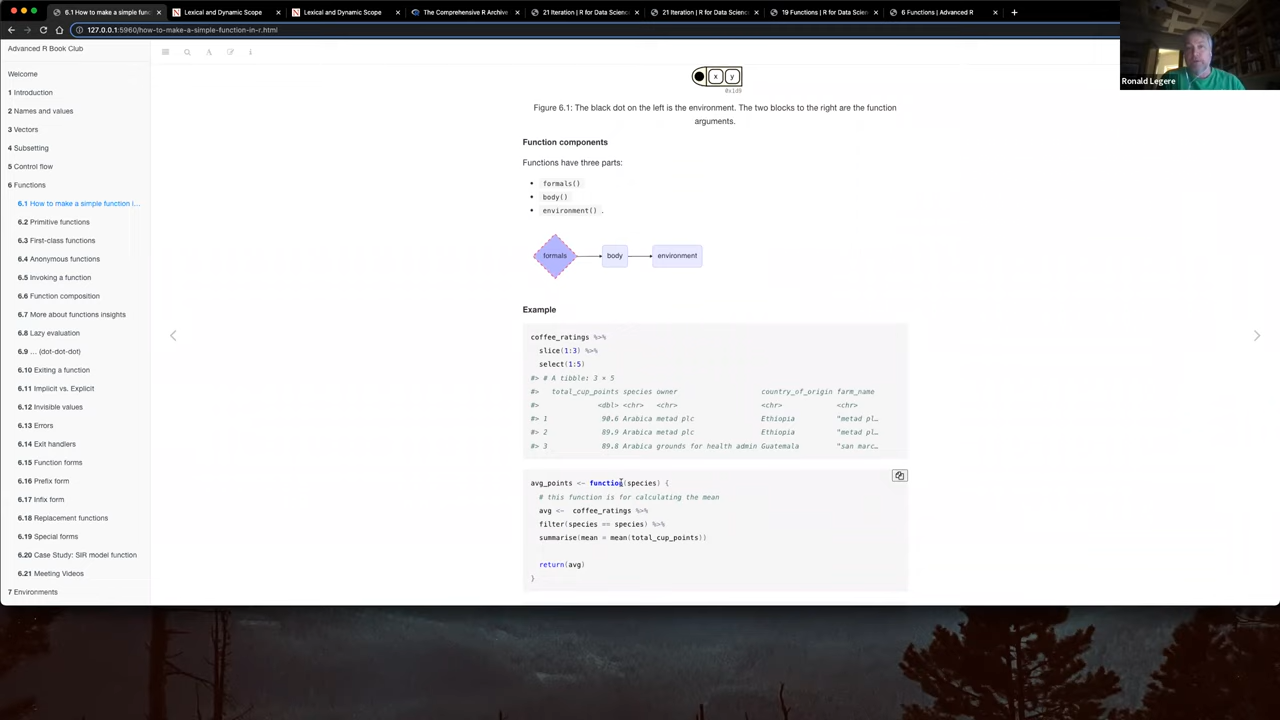 6.1 How to make a simple func
Lexical and Dynamic Scope
Lexical and Dynamic Scope
The Comprehensive R Archive
21 Iteration | R for Data Scienc
21 Iteration | R for Data Scienc
19 Functions | R for Data Scien
6 Functions | Advanced R
127.0.0.1:5960/how-to-make-a-simple-function-in-r.html
Ronald Legere
Advanced R Book Club
Welcome
1 Introduction
2 Names and values
3 Vectors
4 Subsetting
5 Control flow
6 Functions
6.1 How to make a simple function i…
6.2 Primitive functions
6.3 First-class functions
6.4 Anonymous functions
6.5 Invoking a function
6.6 Function composition
6.7 More about functions insights
6.8 Lazy evaluation
6.9 ... (dot-dot-dot)
6.10 Exiting a function
6.11 Implicit vs. Explicit
6.12 Invisible values
6.13 Errors
6.14 Exit handlers
6.15 Function forms
6.16 Prefix form
6.17 Infix form
6.18 Replacement functions
6.19 Special forms
6.20 Case Study: SIR model function
6.21 Meeting Videos
7 Environments
x y
Figure 6.1: The black dot on the left is the environment. The two blocks to the right are the function
arguments.
Function components
Functions have three parts:
formals()
body()
environment() .
formals body environment
Example
coffee_ratings %>%
slice(1:3) %>%
select(1:5)
#> # A tibble: 3 × 5
#> total_cup_points species owner country_of_origin farm_name
#> <dbl> <chr> <chr> <chr> <chr>
#> 1 90.6 Arabica metad plc Ethiopia "metad pl…
#> 2 89.9 Arabica metad plc Ethiopia "metad pl…
#> 3 89.8 Arabica grounds for health admin Guatemala "san marc…
avg_points <- function(species) {
# this function is for calculating the mean
avg <- coffee_ratings %>%
filter(species == species) %>%
summarise(mean = mean(total_cup_points))
return(avg)
}